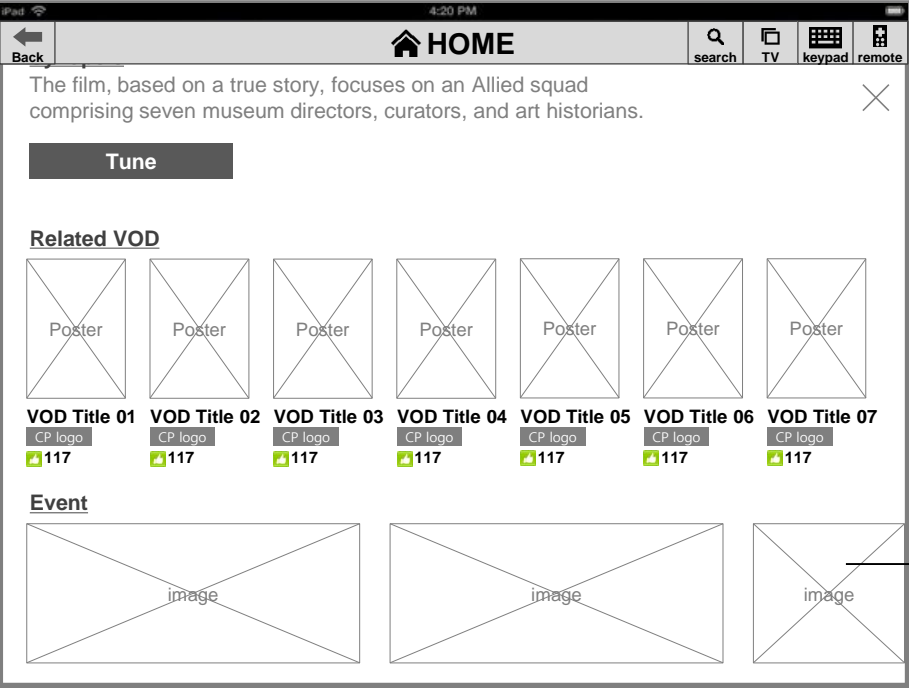 iPad
4:20 PM
Back
HOME
search
TV
keypad
remote
The film, based on a true story, focuses on an Allied squad
comprising seven museum directors, curators, and art historians.
Tune
Related VOD
Poster Poster Poster Poster Poster Poster Poster
VOD Title 01 VOD Title 02 VOD Title 03 VOD Title 04 VOD Title 05 VOD Title 06 VOD Title 07
CP logo CP logo CP logo CP logo CP logo CP logo CP logo
117 117 117 117 117 117 117
Event
image image image